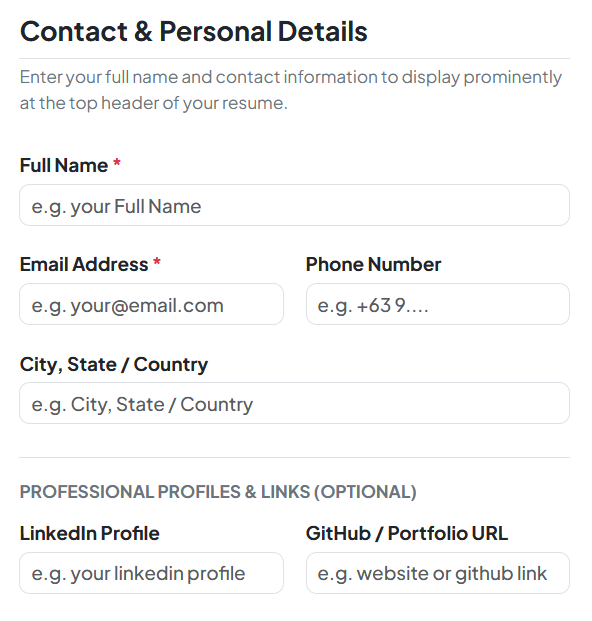 Contact & Personal Details
Enter your full name and contact information to display prominently
at the top header of your resume.
Full Name *
e.g. your Full Name
Email Address *
Phone Number
e.g. your@email.com
e.g. +63 9....
City, State / Country
e.g. City, State / Country
PROFESSIONAL PROFILES & LINKS (OPTIONAL)
LinkedIn Profile
GitHub / Portfolio URL
e.g. your linkedin profile
e.g. website or github link